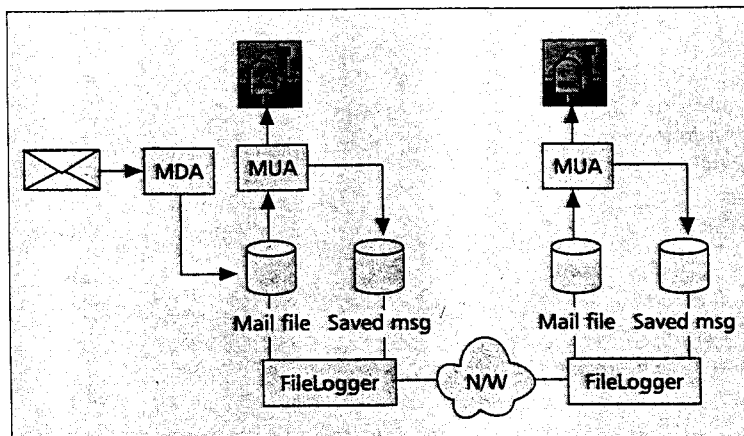 MDA
MUA
MUA
Mail file
Saved msg
Mail file
Saved msg
FileLogger
N/W
FileLogger